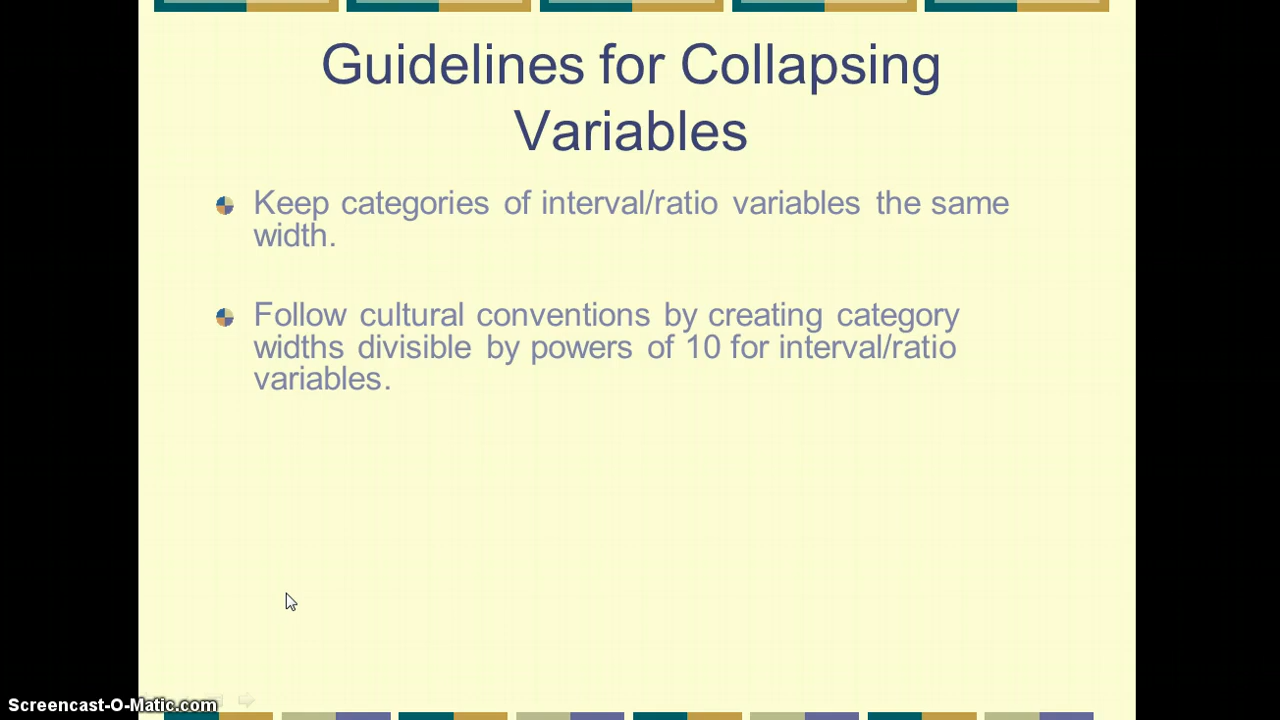 Guidelines for Collapsing
Variables
Keep categories of interval/ratio variables the same
width.
Follow cultural conventions by creating category
widths divisible by powers of 10 for interval/ratio
variables.
Screencast-O-Matic.com